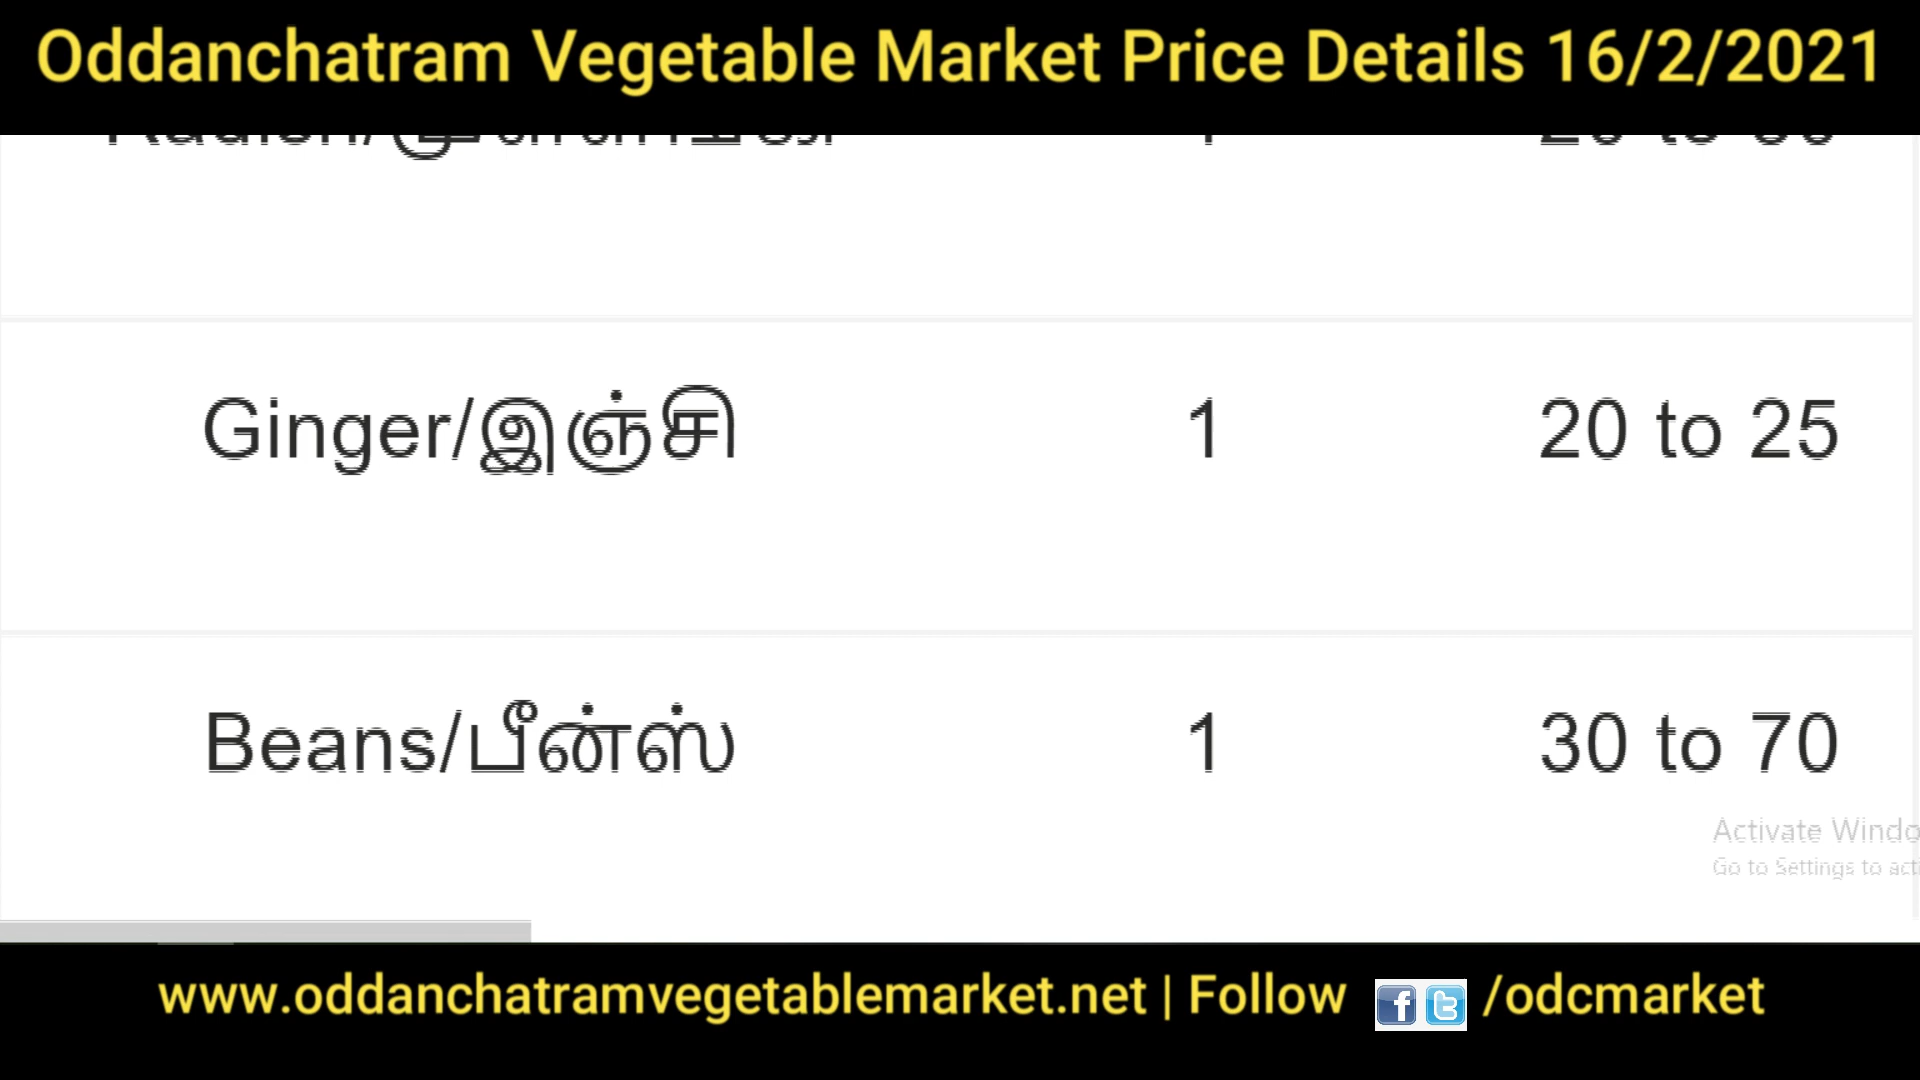 Oddanchatram Vegetable Market Price Details 16/2/2021
Ginger/இஞ்சி 1 20 to 25
Beans/பீன்ஸ் 1 30 to 70
Activate Windo
Go to Settings to acti
www.oddanchatramvegetablemarket.net | Follow f t /odcmarket